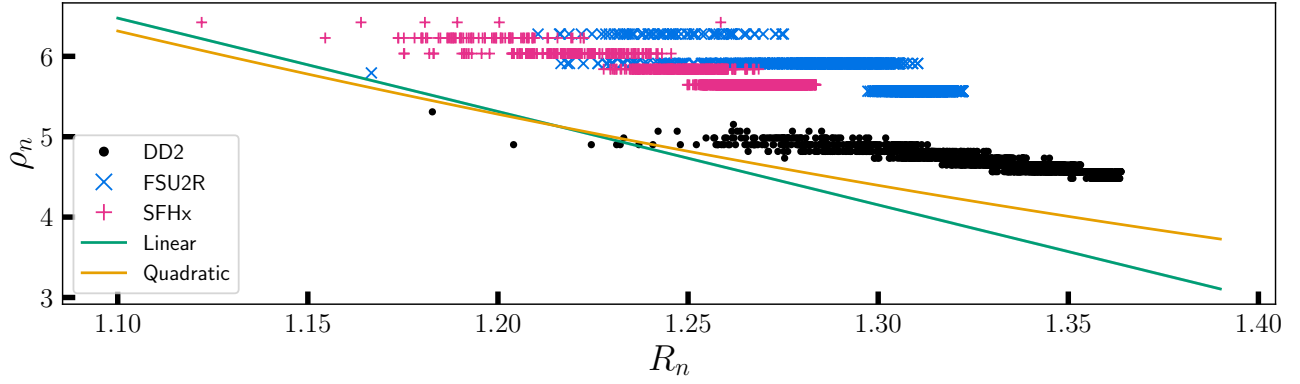 6
5
4
3
ρₙ
DD2
FSU2R
SFHx
Linear
Quadratic
1.10 1.15 1.20 1.25 1.30 1.35 1.40
Rₙ